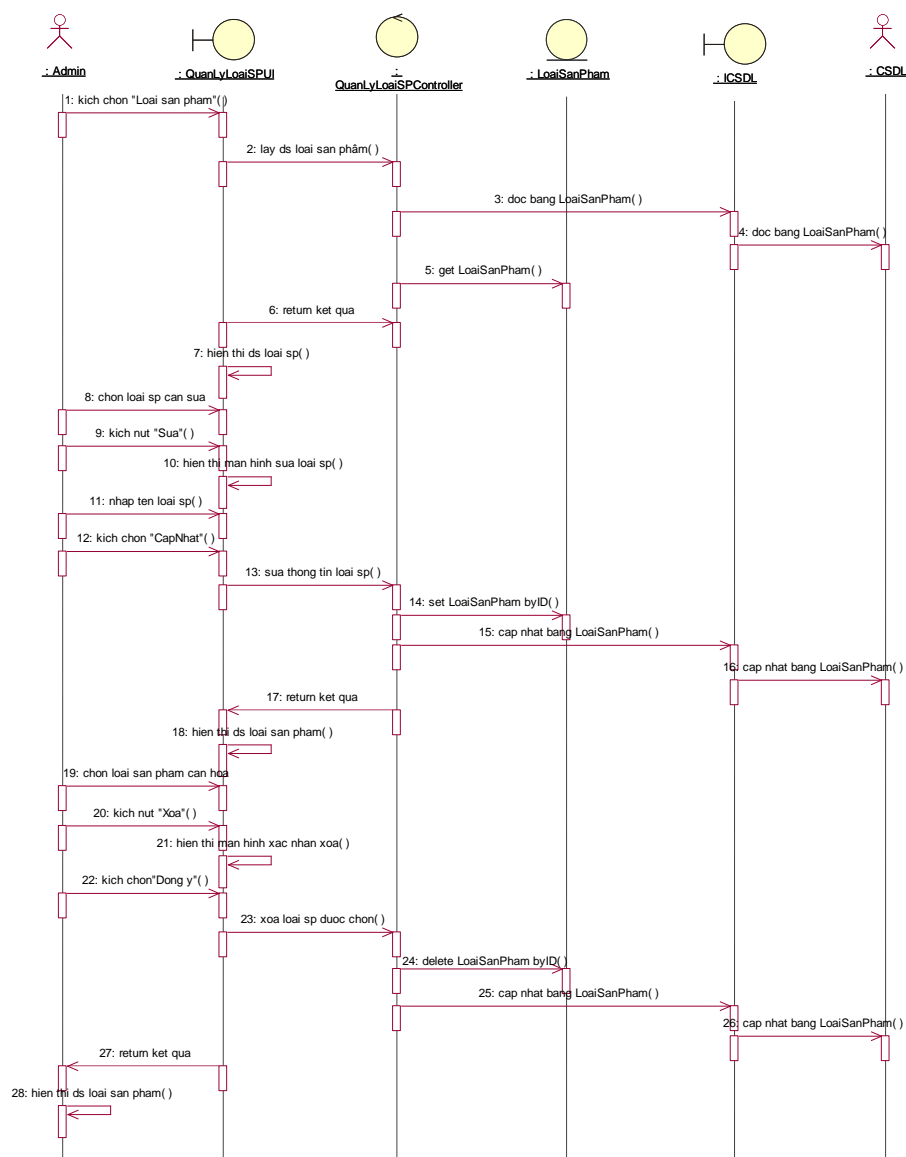 : Admin
: QuanLyLoaiSPUI
:
QuanLyLoaiSPController
: LoaiSanPham
: ICSDL
: CSDL
1: kich chon "Loai san pham"( )
2: lay ds loai san phâm( )
3: doc bang LoaiSanPham( )
4: doc bang LoaiSanPham( )
5: get LoaiSanPham( )
6: return ket qua
7: hien thi ds loai sp( )
8: chon loai sp can sua
9: kich nut "Sua"( )
10: hien thi man hinh sua loai sp( )
11: nhap ten loai sp( )
12: kich chon "CapNhat"( )
13: sua thong tin loai sp( )
14: set LoaiSanPham byID( )
15: cap nhat bang LoaiSanPham( )
16: cap nhat bang LoaiSanPham( )
17: return ket qua
18: hien thi ds loai san pham( )
19: chon loai san pham can hoa
20: kich nut "Xoa"( )
21: hien thi man hinh xac nhan xoa( )
22: kich chon"Dong y"( )
23: xoa loai sp duoc chon( )
24: delete LoaiSanPham byID( )
25: cap nhat bang LoaiSanPham( )
26: cap nhat bang LoaiSanPham( )
27: return ket qua
28: hien thi ds loai san pham( )